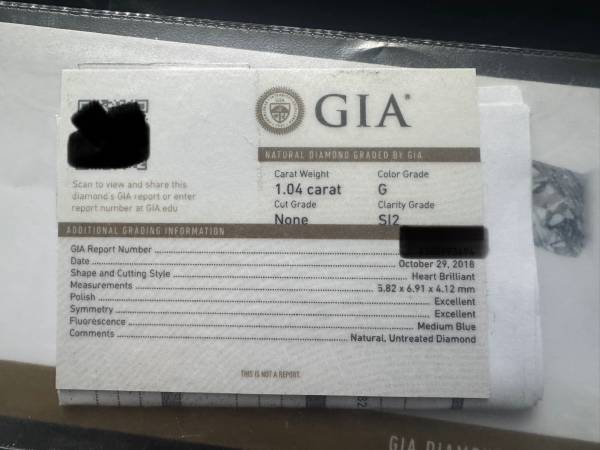 GIA®
NATURAL DIAMOND GRADED BY GIA
Scan to view and share this
diamond's GIA report or enter
report number at GIA.edu
Carat Weight
1.04 carat
Color Grade
G
Cut Grade
None
Clarity Grade
SI2
ADDITIONAL GRADING INFORMATION
GIA Report Number
Date October 29, 2018
Shape and Cutting Style Heart Brilliant
Measurements 5.82 x 6.91 x 4.12 mm
Polish Excellent
Symmetry Excellent
Fluorescence Medium Blue
Comments Natural, Untreated Diamond
THIS IS NOT A REPORT.
GIA